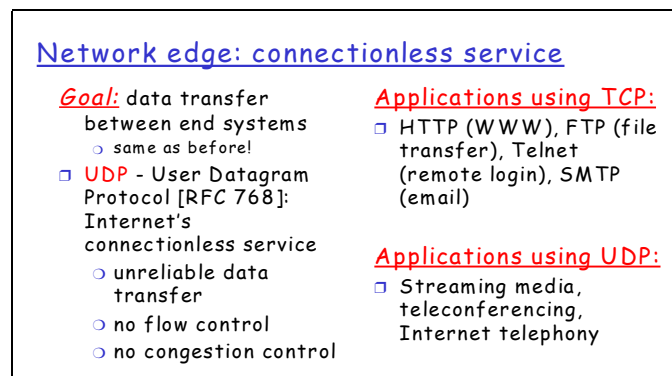 Network edge: connectionless service
Goal: data transfer
between end systems
same as before!
UDP - User Datagram
Protocol [RFC 768]:
Internet's
connectionless service
unreliable data
transfer
no flow control
no congestion control
Applications using TCP:
HTTP (WWW), FTP (file
transfer), Telnet
(remote login), SMTP
(email)
Applications using UDP:
Streaming media,
teleconferencing,
Internet telephony